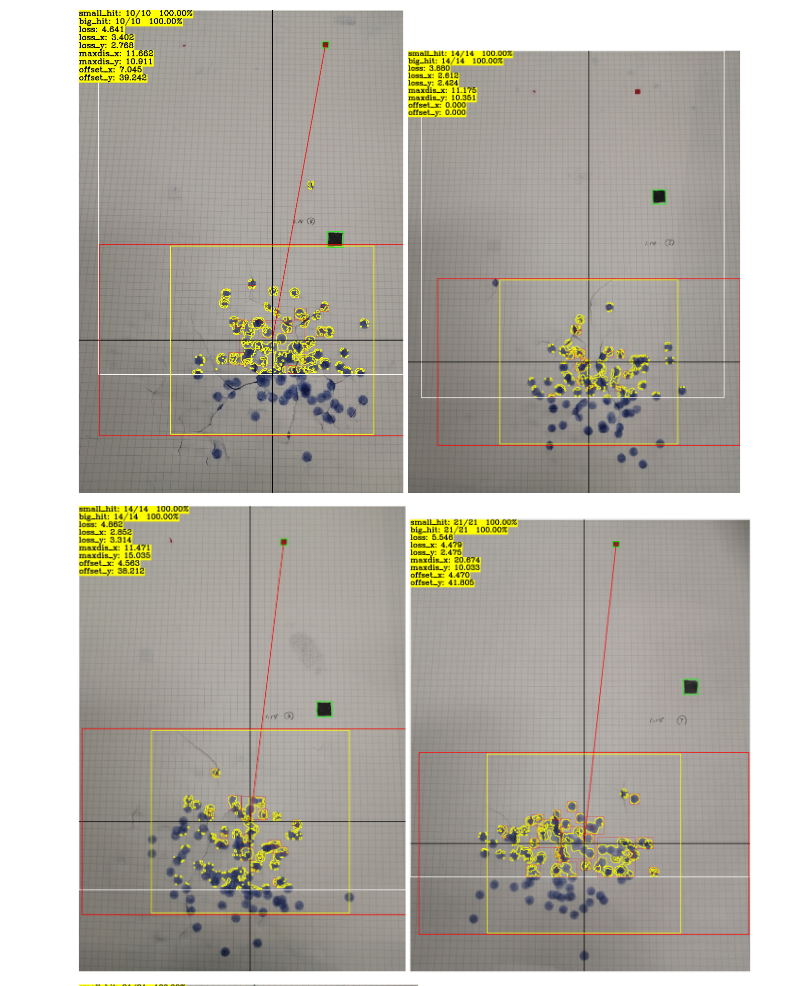 small_hit: 10/10 100.00%
big_hit: 10/10 100.00%
loss: 4.641
loss_x: 3.402
loss_y: 2.768
maxdis_x: 11.662
maxdis_y: 10.911
offset_x: 7.045
offset_y: 39.242
small_hit: 14/14 100.00%
big_hit: 14/14 100.00%
loss: 3.880
loss_x: 2.612
loss_y: 2.424
maxdis_x: 11.175
maxdis_y: 10.351
offset_x: 0.000
offset_y: 0.000
small_hit: 14/14 100.00%
big_hit: 14/14 100.00%
loss: 4.862
loss_x: 2.852
loss_y: 3.314
maxdis_x: 11.471
maxdis_y: 15.035
offset_x: 4.563
offset_y: 38.212
small_hit: 21/21 100.00%
big_hit: 21/21 100.00%
loss: 5.546
loss_x: 4.479
loss_y: 2.475
maxdis_x: 20.674
maxdis_y: 10.033
offset_x: 4.470
offset_y: 41.805